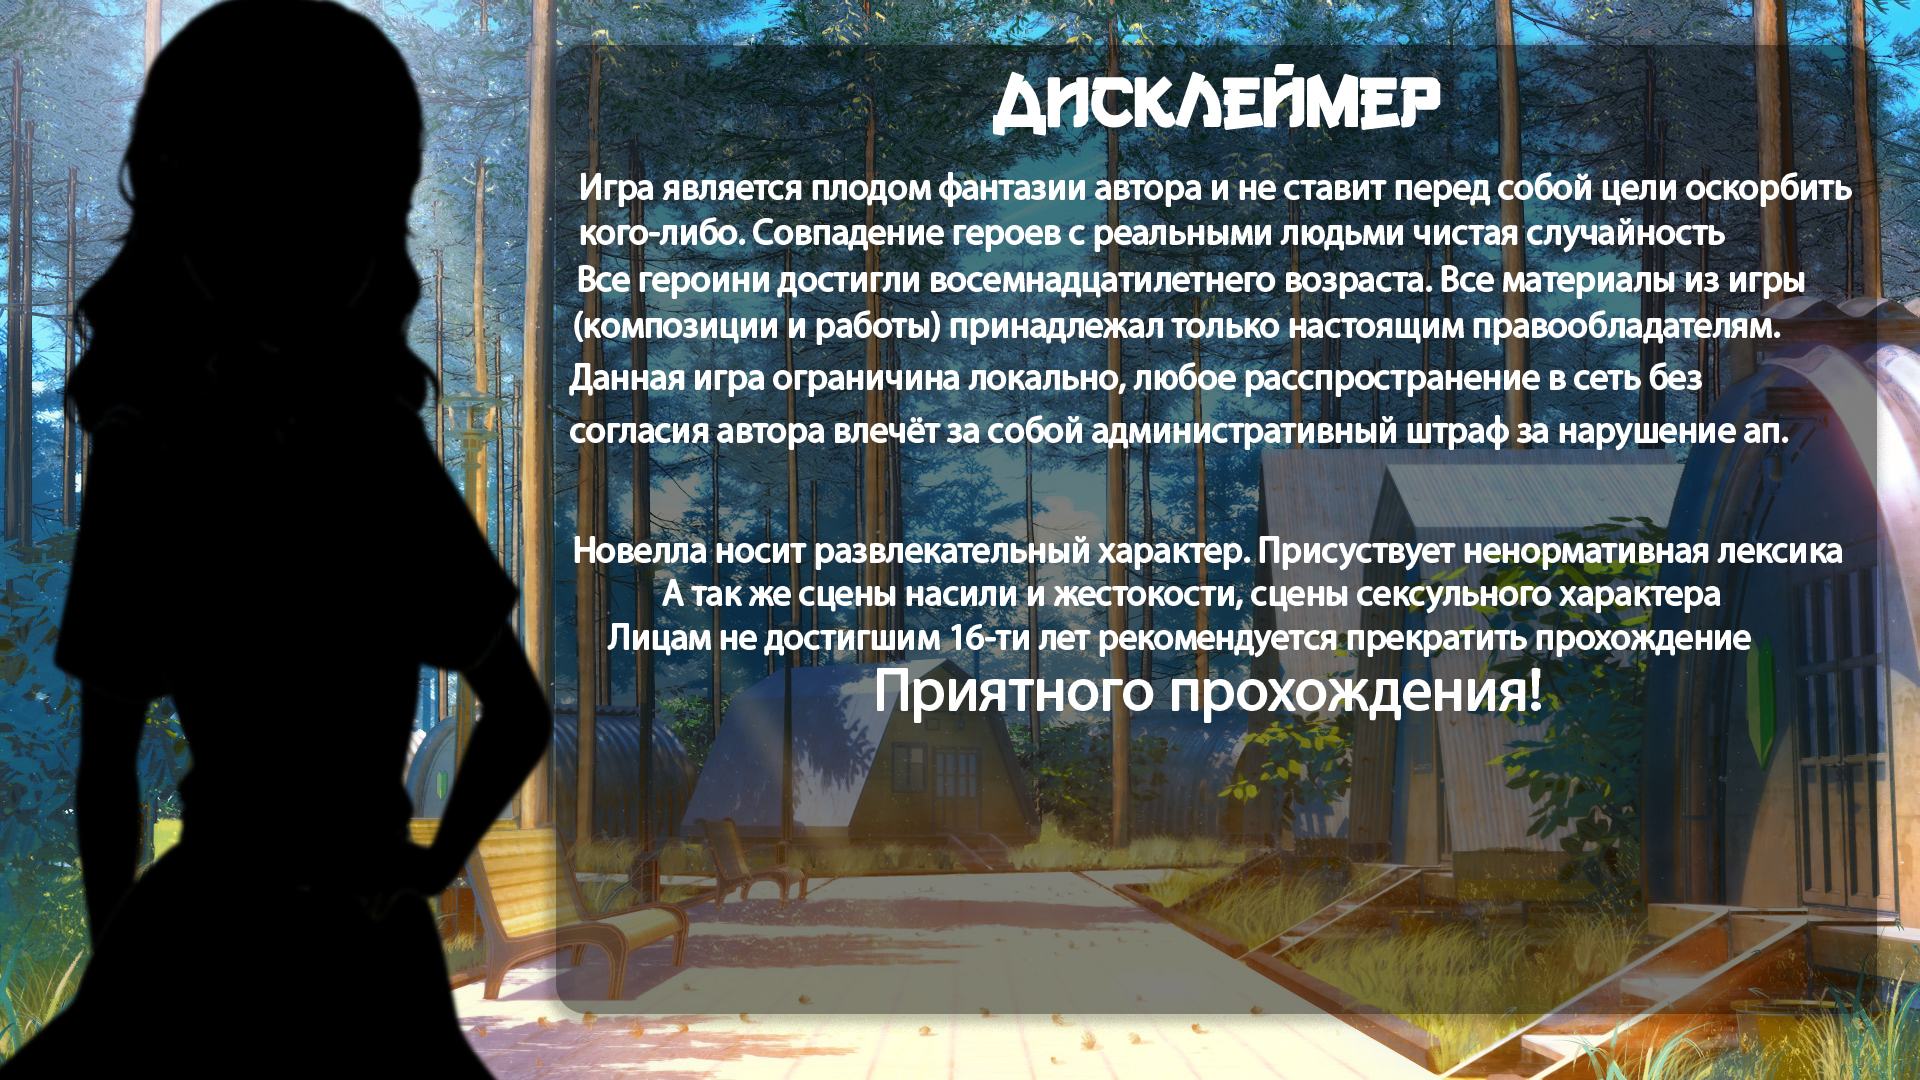 ДИСКЛЕЙМЕР
Игра является плодом фантазии автора и не ставит перед собой цели оскорбить
кого-либо. Совпадение героев с реальными людьми чистая случайность
Все героини достигли восемнадцатилетнего возраста. Все материалы из игры
(композиции и работы) принадлежал только настоящим правообладателям.
Данная игра ограничина локально, любое расспространение в сеть без
согласия автора влечёт за собой административный штраф за нарушение ап.
Новелла носит развлекательный характер. Присуствует ненормативная лексика
А так же сцены насили и жестокости, сцены сексульного характера
Лицам не достигшим 16-ти лет рекомендуется прекратить прохождение
Приятного прохождения!